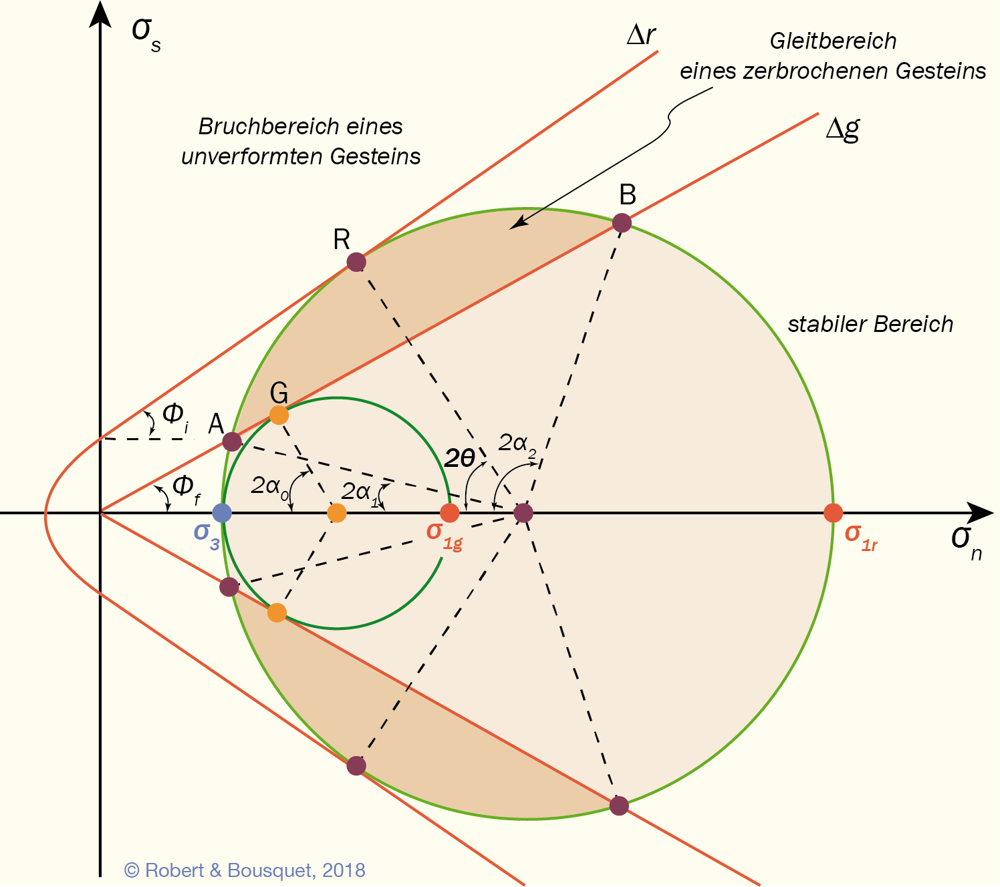 σs
Δr
Gleitbereich
eines zerbrochenen Gesteins
Δg
Bruchbereich eines
unverformten Gesteins
B
R
stabiler Bereich
G
Φi
A
2θ
2α2
Φf
2α0
2α1
σ3
σ1g
σ1r
σn
© Robert & Bousquet, 2018